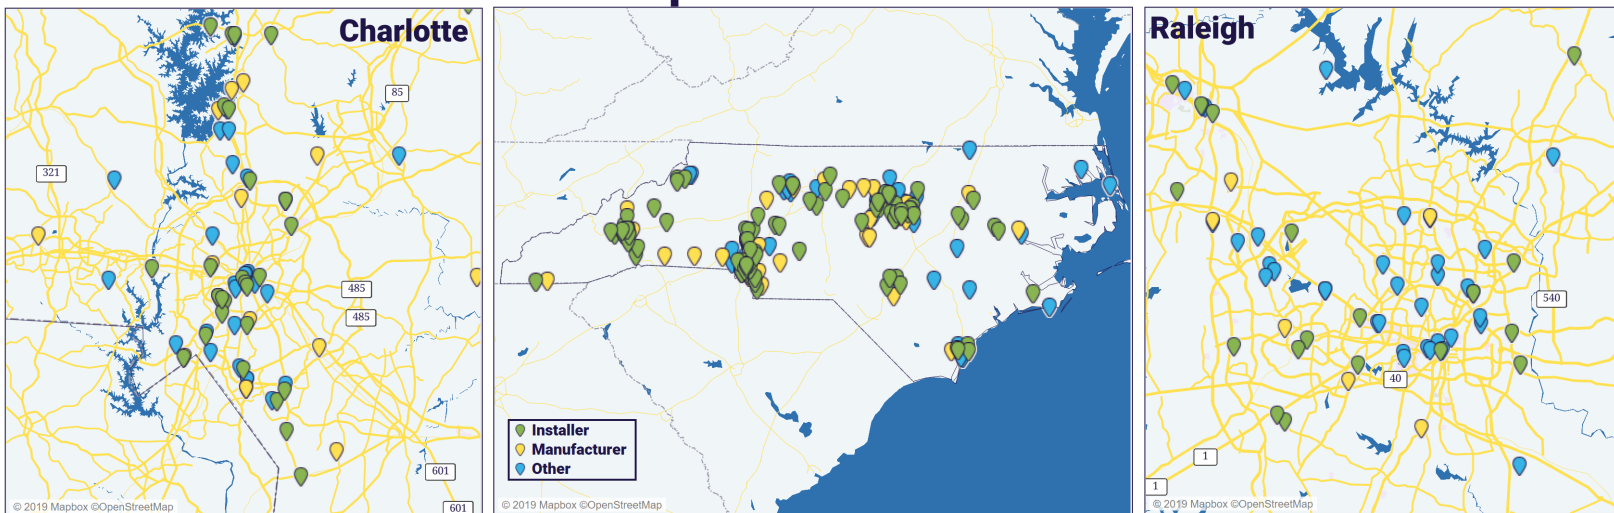 Charlotte
85
321
485
485
601
601
© 2019 Mapbox ©OpenStreetMap
Installer
Manufacturer
Other
© 2019 Mapbox ©OpenStreetMap
Raleigh
540
40
1
1
© 2019 Mapbox ©OpenStreetMap